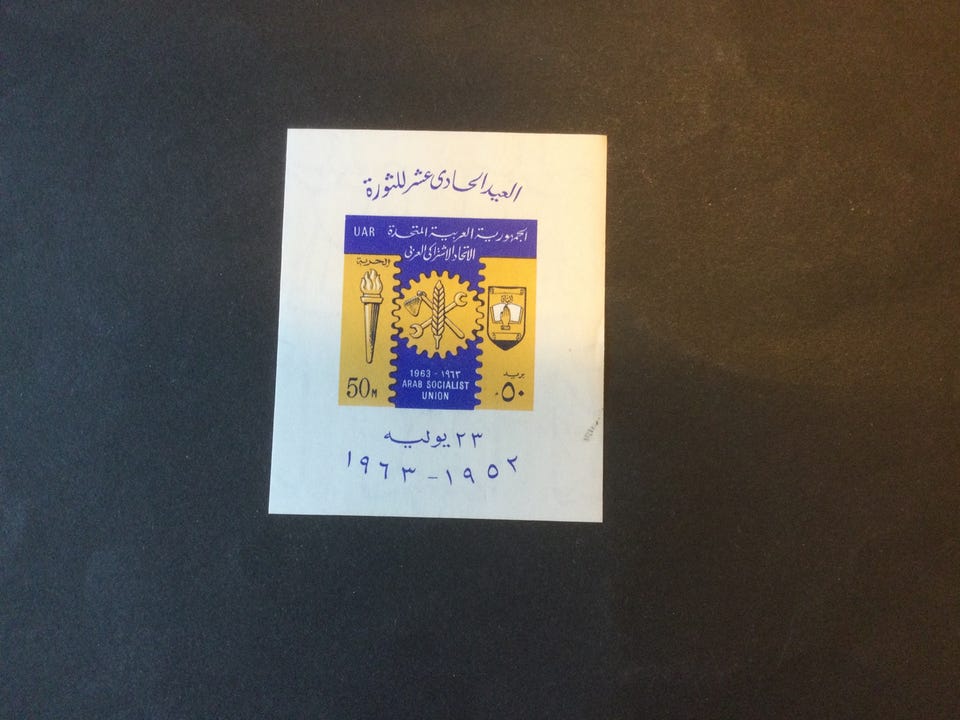 العيد الحادى عشر للثورة
UAR الجمهورية العربية المتحدة
الاتحاد الاشتراكى العربى
الحرية
1963 - ١٩٦٣
ARAB SOCIALIST
UNION
50M
بريد
٥٠
٢٣ يوليه
١٩٥٢ - ١٩٦٣